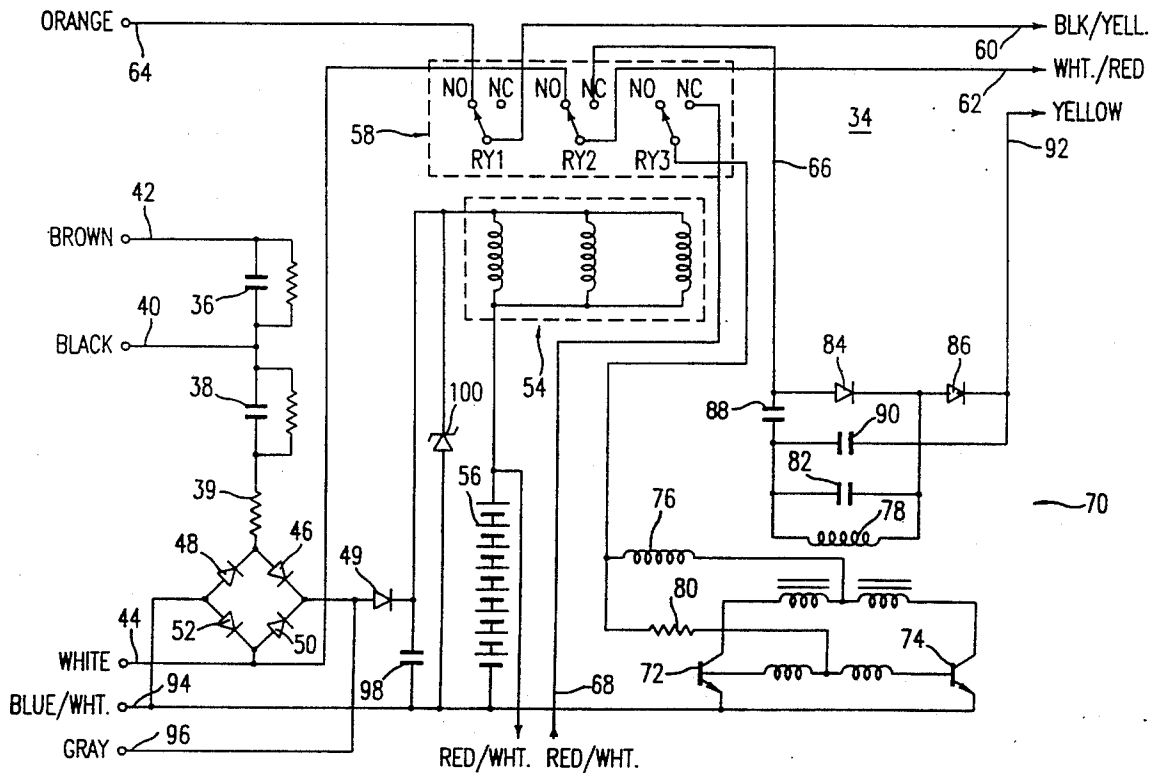 ORANGE
64
BLK/YELL.
60
WHT./RED
62
34
YELLOW
92
NO NC NO NC NO NC
58
RY1 RY2 RY3
66
42
BROWN
36
40
BLACK
38
54
84 86
100
88
90
82
39
56
76
78
70
48 46
49
80
52 50
44
WHITE
72
74
98
68
BLUE/WHT.
94
GRAY
96
RED/WHT. RED/WHT.